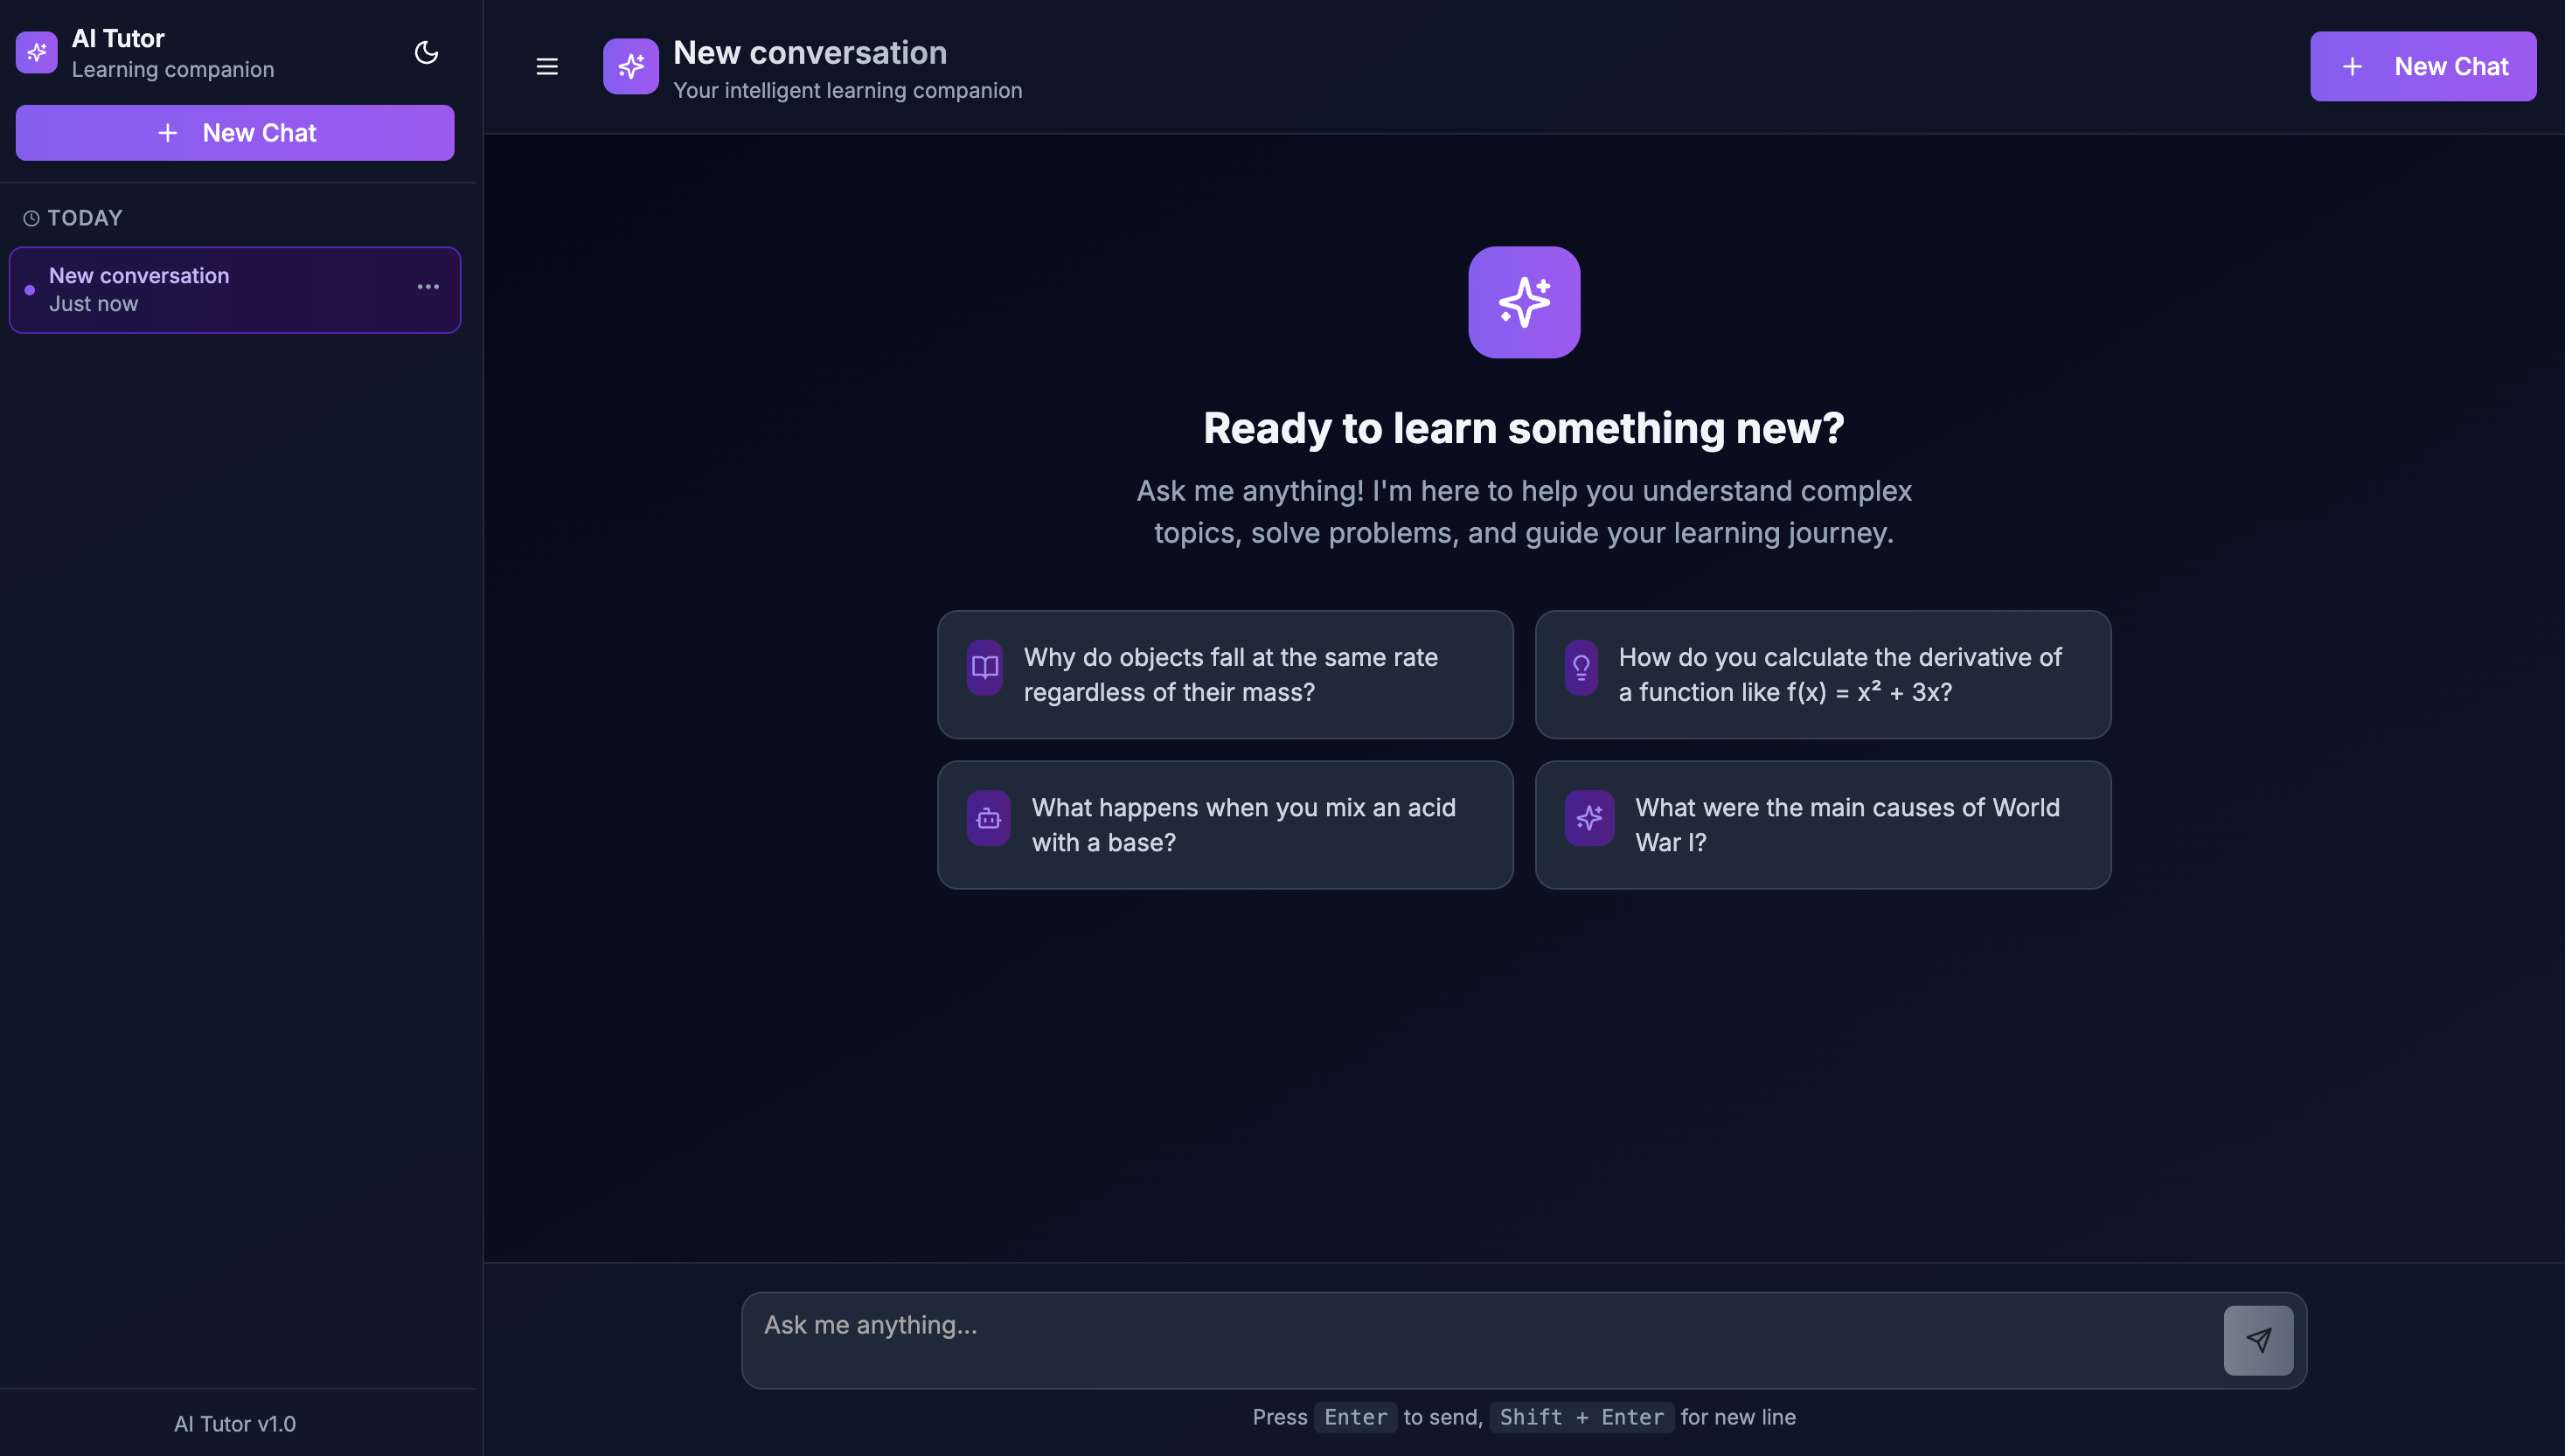 AI Tutor
Learning companion
New Chat
TODAY
New conversation
Just now
AI Tutor v1.0
New conversation
Your intelligent learning companion
New Chat
Ready to learn something new?
Ask me anything! I'm here to help you understand complex
topics, solve problems, and guide your learning journey.
Why do objects fall at the same rate
regardless of their mass?
How do you calculate the derivative of
a function like f(x) = x² + 3x?
What happens when you mix an acid
with a base?
What were the main causes of World
War I?
Ask me anything...
Press Enter to send, Shift + Enter for new line